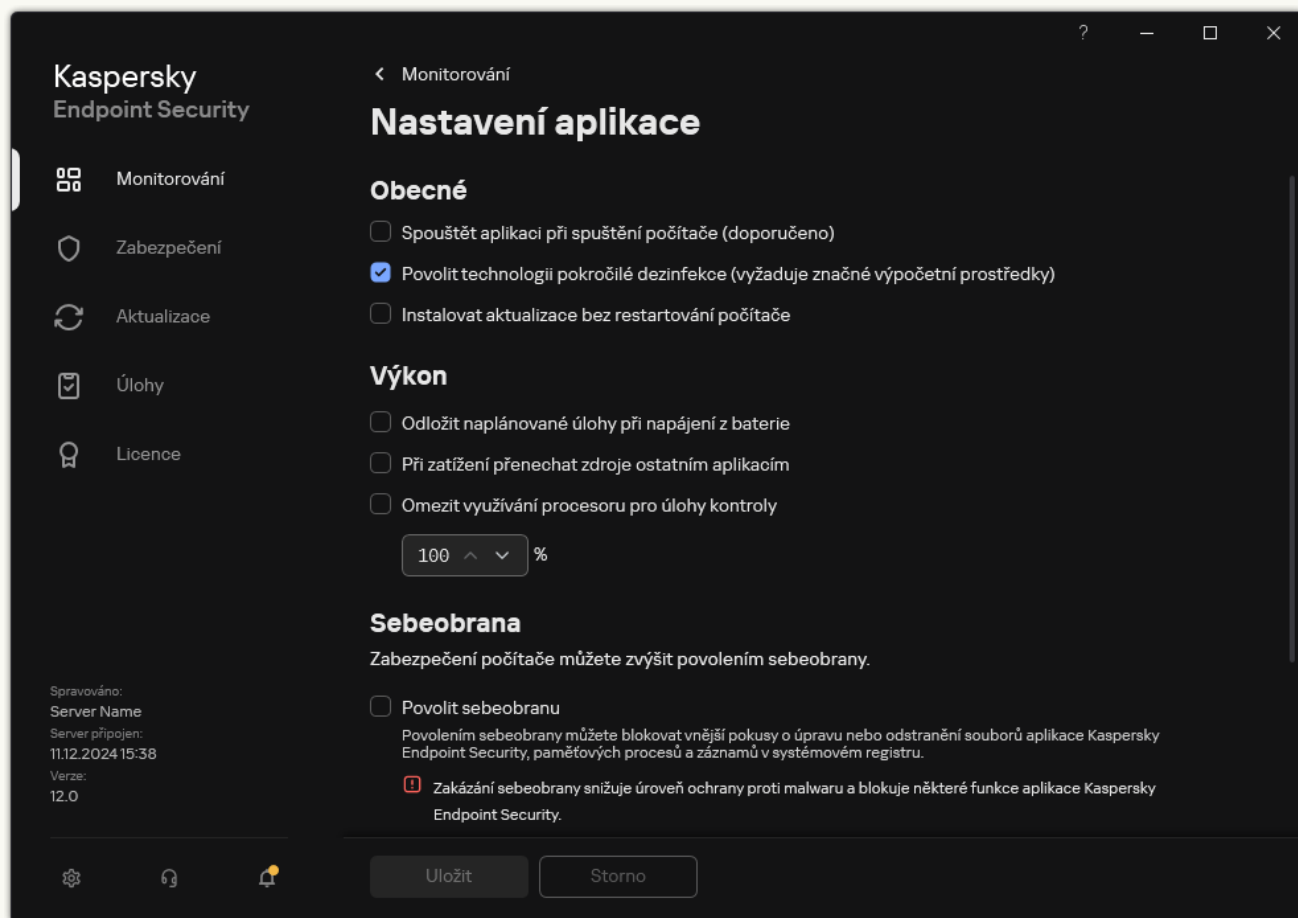 ?
Kaspersky
Endpoint Security
Monitorování
Zabezpečení
Aktualizace
Úlohy
Licence
Spravováno:
Server Name
Server připojen:
11.12.2024 15:38
Verze:
12.0
Monitorování
Nastavení aplikace
Obecné
Spouštět aplikaci při spuštění počítače (doporučeno)
Povolit technologii pokročilé dezinfekce (vyžaduje značné výpočetní prostředky)
Instalovat aktualizace bez restartování počítače
Výkon
Odložit naplánované úlohy při napájení z baterie
Při zatížení přenechat zdroje ostatním aplikacím
Omezit využívání procesoru pro úlohy kontroly
100 %
Sebeobrana
Zabezpečení počítače můžete zvýšit povolením sebeobrany.
Povolit sebeobranu
Povolením sebeobrany můžete blokovat vnější pokusy o úpravu nebo odstranění souborů aplikace Kaspersky
Endpoint Security, paměťových procesů a záznamů v systémovém registru.
Zakázání sebeobrany snižuje úroveň ochrany proti malwaru a blokuje některé funkce aplikace Kaspersky
Endpoint Security.
Uložit
Storno